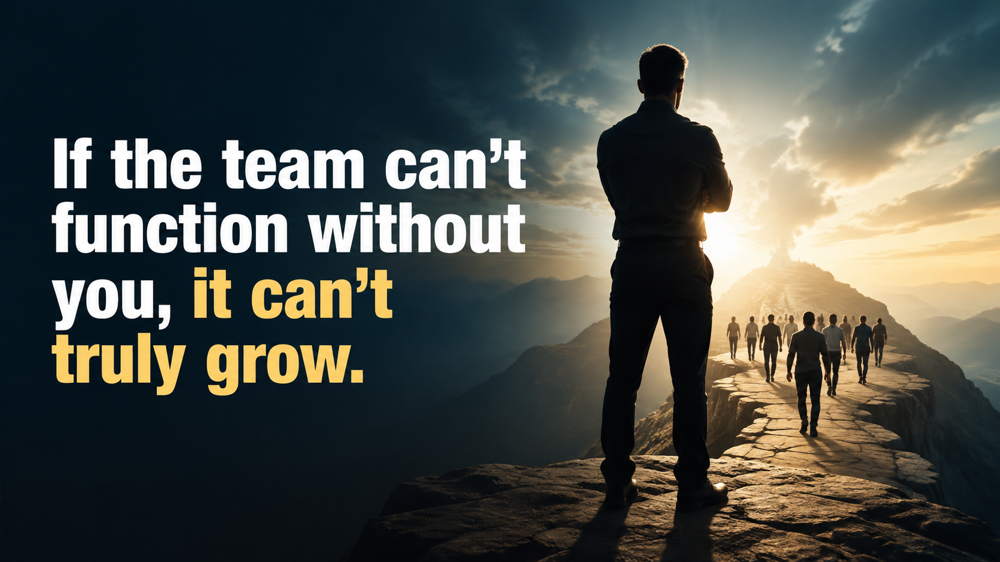 If the team can’t
function without
you, it can’t
truly grow.